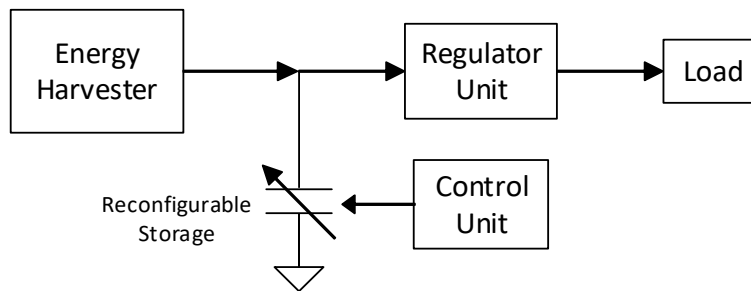 Energy
Harvester
Regulator
Unit
Load
Reconfigurable
Storage
Control
Unit